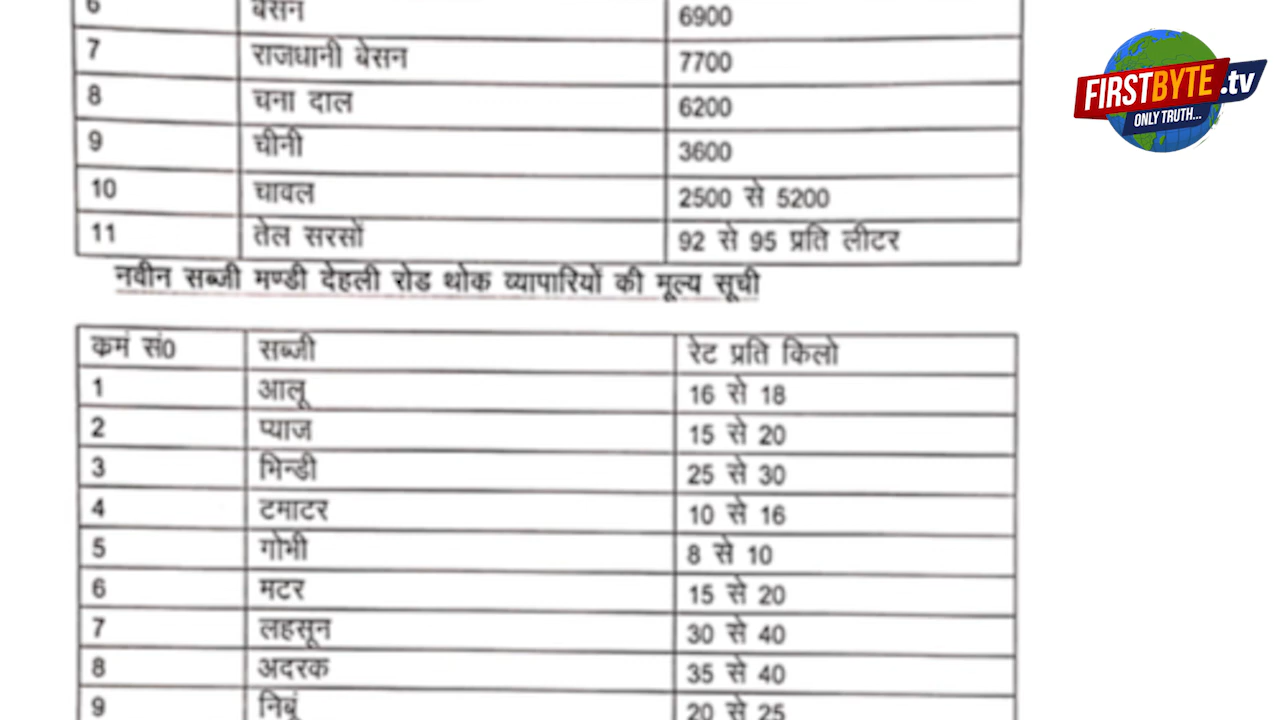 6 बेसन 6900
7 राजधानी बेसन 7700
8 चना दाल 6200
9 चीनी 3600
10 चावल 2500 से 5200
11 तेल सरसों 92 से 95 प्रति लीटर
नवीन सब्जी मण्डी देहली रोड थोक व्यापारियों की मूल्य सूची
क्रमं सं0 सब्जी रेट प्रति किलो
1 आलू 16 से 18
2 प्याज 15 से 20
3 भिन्डी 25 से 30
4 टमाटर 10 से 16
5 गोभी 8 से 10
6 मटर 15 से 20
7 लहसून 30 से 40
8 अदरक 35 से 40
9 निबूं 20 से 25
FIRSTBYTE.tv
ONLY TRUTH...